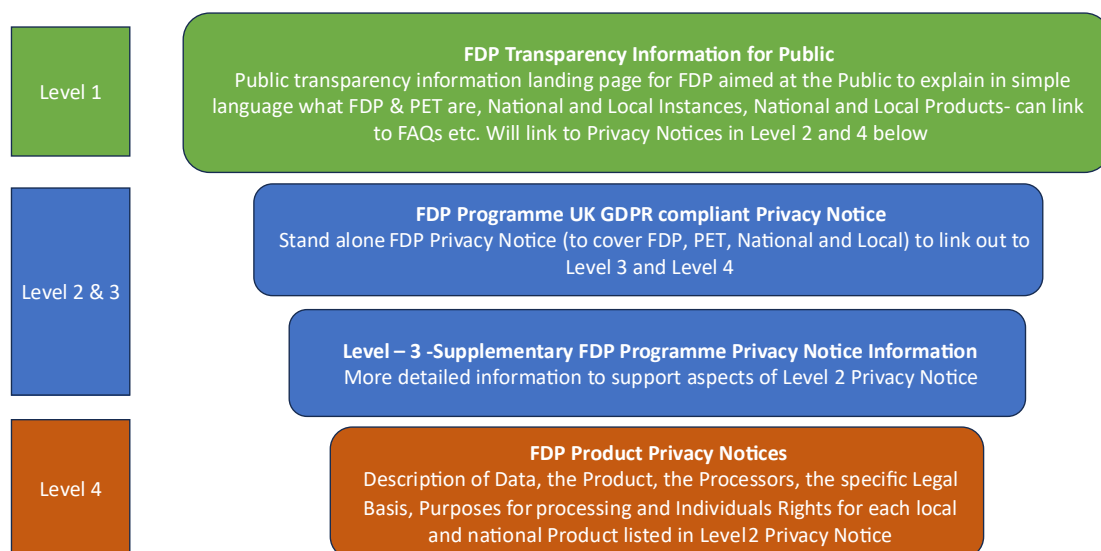 Level 1
FDP Transparency Information for Public
Public transparency information landing page for FDP aimed at the Public to explain in simple
language what FDP & PET are, National and Local Instances, National and Local Products- can link
to FAQs etc. Will link to Privacy Notices in Level 2 and 4 below
Level 2 & 3
FDP Programme UK GDPR compliant Privacy Notice
Stand alone FDP Privacy Notice (to cover FDP, PET, National and Local) to link out to
Level 3 and Level 4
Level – 3 -Supplementary FDP Programme Privacy Notice Information
More detailed information to support aspects of Level 2 Privacy Notice
Level 4
FDP Product Privacy Notices
Description of Data, the Product, the Processors, the specific Legal
Basis, Purposes for processing and Individuals Rights for each local
and national Product listed in Level 2 Privacy Notice